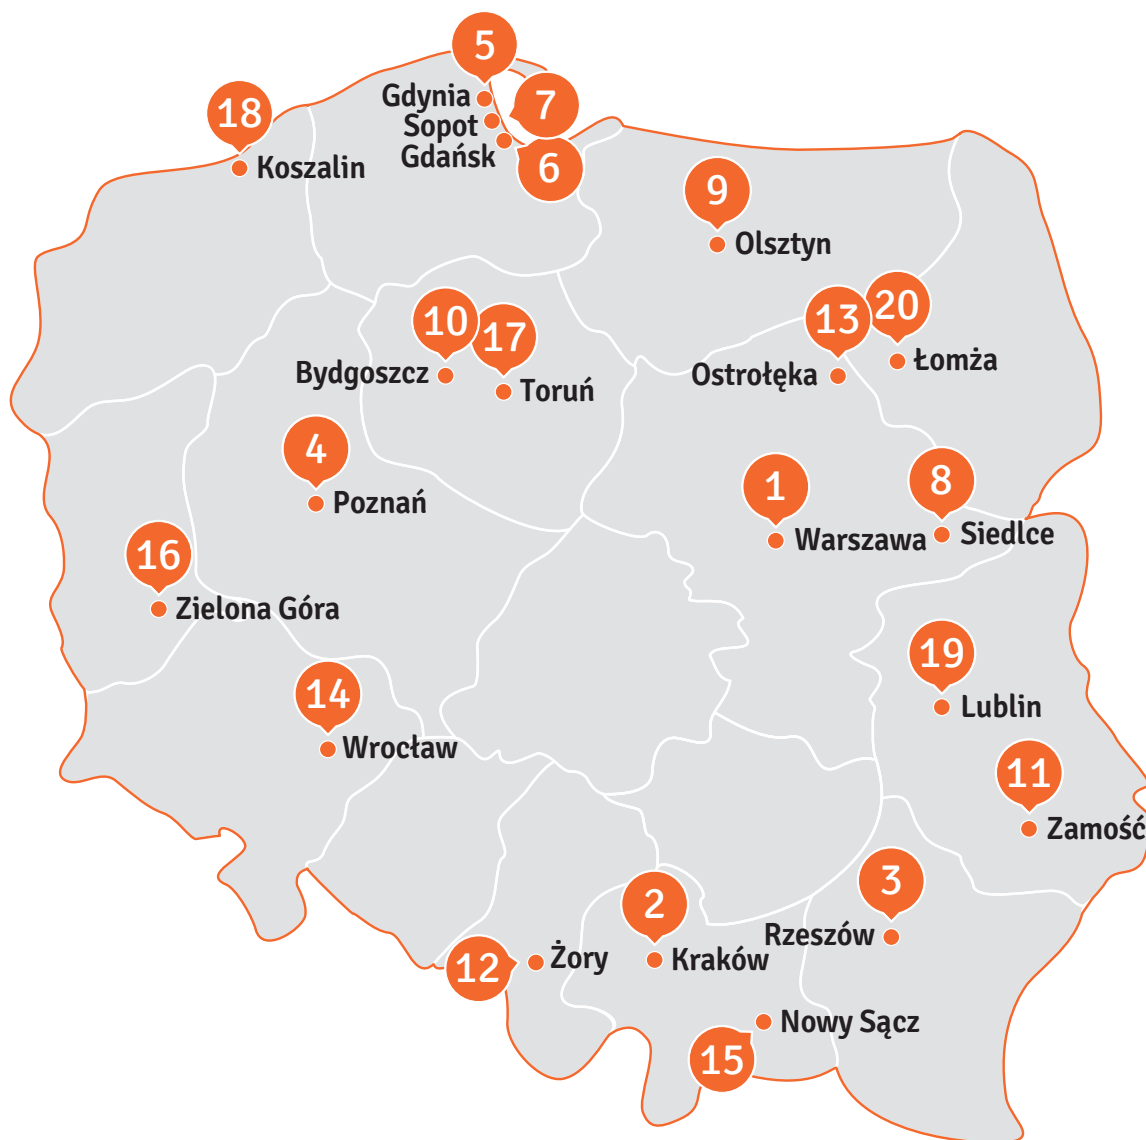 5
Gdynia
7
18
Sopot
Koszalin
Gdańsk
6
9
Olsztyn
10
17
13
20
Bydgoszcz
Toruń
Ostrołęka
Łomża
4
Poznań
1
8
Warszawa
Siedlce
16
Zielona Góra
14
Wrocław
19
Lublin
11
Zamość
2
3
Rzeszów
12
Żory
Kraków
Nowy Sącz
15